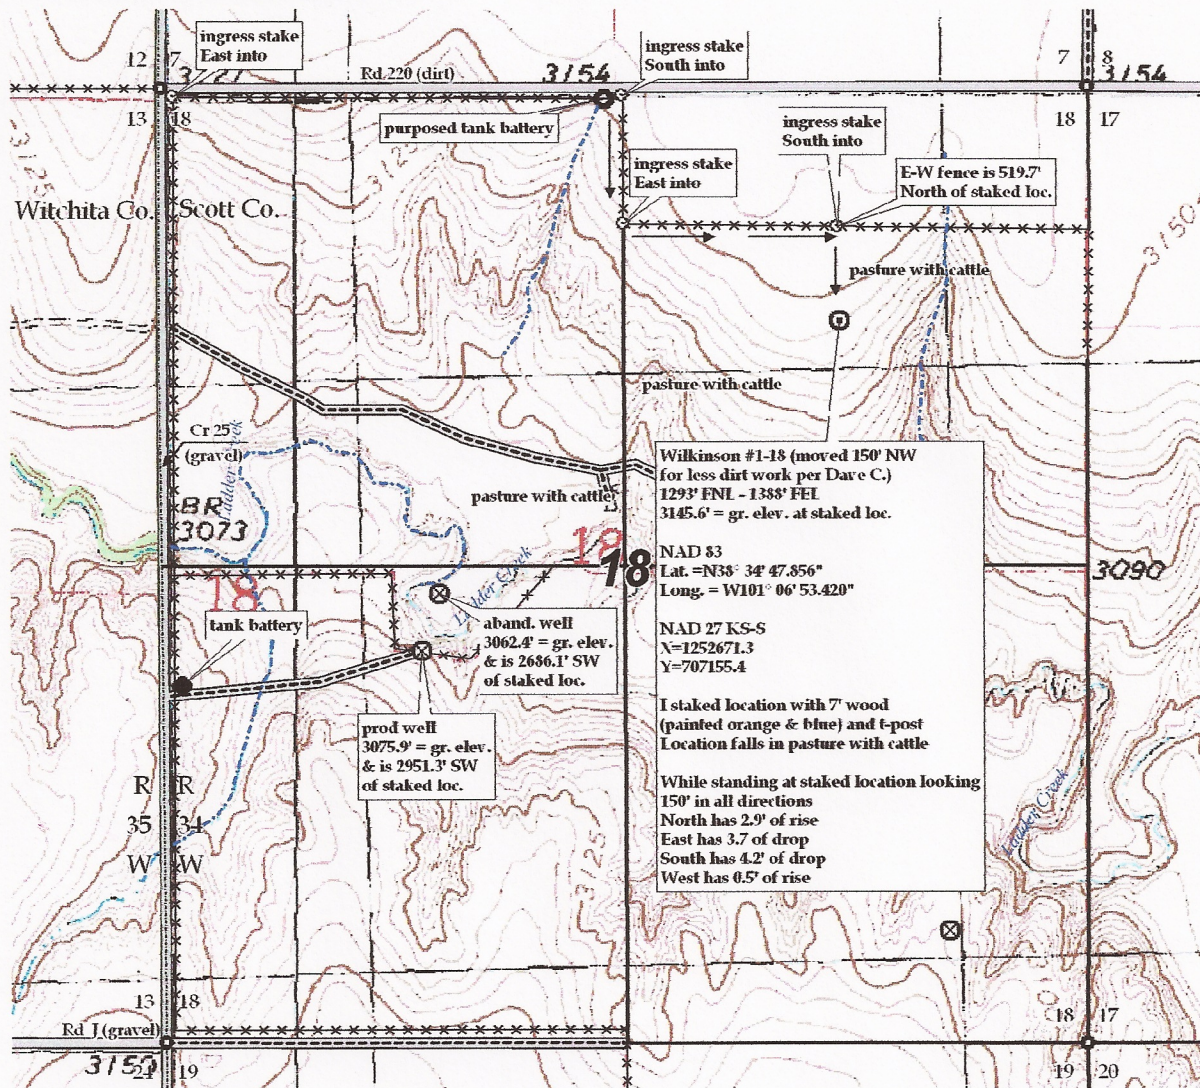 ingress stake
East into
ingress stake
South into
12 7
7 8
Rd 220 (dirt)
3154
3154
13 18
purposed tank battery
ingress stake
South into
18 17
ingress stake
East into
E-W fence is 519.7'
North of staked loc.
3125
Witchita Co.
Scott Co.
3150
pasture with cattle
pasture with cattle
Cr 25
(gravel)
Ladder Creek
pasture with cattle
BR
3073
18
18
3090
Wilkinson #1-18 (moved 150' NW
for less dirt work per Dave C.)
1293' FNL - 1388' FEL
3145.6' = gr. elev. at staked loc.
NAD 83
Lat. =N38° 34' 47.856"
Long. = W101° 06' 53.420"
NAD 27 KS-S
X=1252671.3
Y=707155.4
I staked location with 7' wood
(painted orange & blue) and t-post
Location falls in pasture with cattle
While standing at staked location looking
150' in all directions
North has 2.9' of rise
East has 3.7 of drop
South has 4.2' of drop
West has 0.5' of rise
18
tank battery
Ladder Creek
aband. well
3062.4' = gr. elev.
& is 2686.1' SW
of staked loc.
prod well
3075.9' = gr. elev.
& is 2951.3' SW
of staked loc.
R R
35 34
W W
3125
Ladder Creek
13 18
18 17
Rd J (gravel)
3150
24 19
19 20